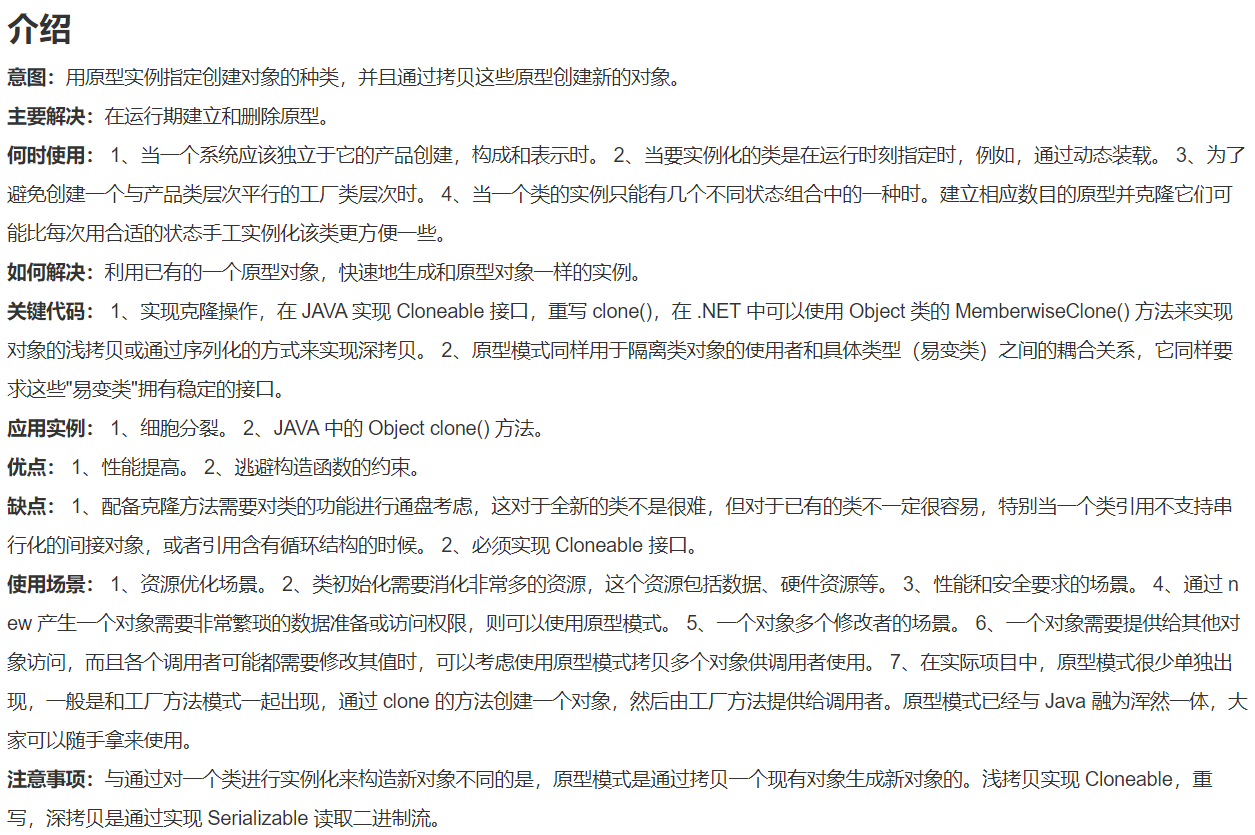 介绍
意图：用原型实例指定创建对象的种类，并且通过拷贝这些原型创建新的对象。
主要解决：在运行期建立和删除原型。
何时使用： 1、当一个系统应该独立于它的产品创建，构成和表示时。 2、当要实例化的类是在运行时刻指定时，例如，通过动态装载。 3、为了
避免创建一个与产品类层次平行的工厂类层次时。 4、当一个类的实例只能有几个不同状态组合中的一种时。建立相应数目的原型并克隆它们可
能比每次用合适的状态手工实例化该类更方便一些。
如何解决：利用已有的一个原型对象，快速地生成和原型对象一样的实例。
关键代码： 1、实现克隆操作，在 JAVA 实现 Cloneable 接口，重写 clone()，在 .NET 中可以使用 Object 类的 MemberwiseClone() 方法来实现
对象的浅拷贝或通过序列化的方式来实现深拷贝。 2、原型模式同样用于隔离类对象的使用者和具体类型（易变类）之间的耦合关系，它同样要
求这些"易变类"拥有稳定的接口。
应用实例： 1、细胞分裂。 2、JAVA 中的 Object clone() 方法。
优点： 1、性能提高。 2、逃避构造函数的约束。
缺点： 1、配备克隆方法需要对类的功能进行通盘考虑，这对于全新的类不是很难，但对于已有的类不一定很容易，特别当一个类引用不支持串
行化的间接对象，或者引用含有循环结构的时候。 2、必须实现 Cloneable 接口。
使用场景： 1、资源优化场景。 2、类初始化需要消化非常多的资源，这个资源包括数据、硬件资源等。 3、性能和安全要求的场景。 4、通过 n
ew 产生一个对象需要非常繁琐的数据准备或访问权限，则可以使用原型模式。 5、一个对象多个修改者的场景。 6、一个对象需要提供给其他对
象访问，而且各个调用者可能都需要修改其值时，可以考虑使用原型模式拷贝多个对象供调用者使用。 7、在实际项目中，原型模式很少单独出
现，一般是和工厂方法模式一起出现，通过 clone 的方法创建一个对象，然后由工厂方法提供给调用者。原型模式已经与 Java 融为浑然一体，大
家可以随手拿来使用。
注意事项：与通过对一个类进行实例化来构造新对象不同的是，原型模式是通过拷贝一个现有对象生成新对象的。浅拷贝实现 Cloneable，重
写，深拷贝是通过实现 Serializable 读取二进制流。